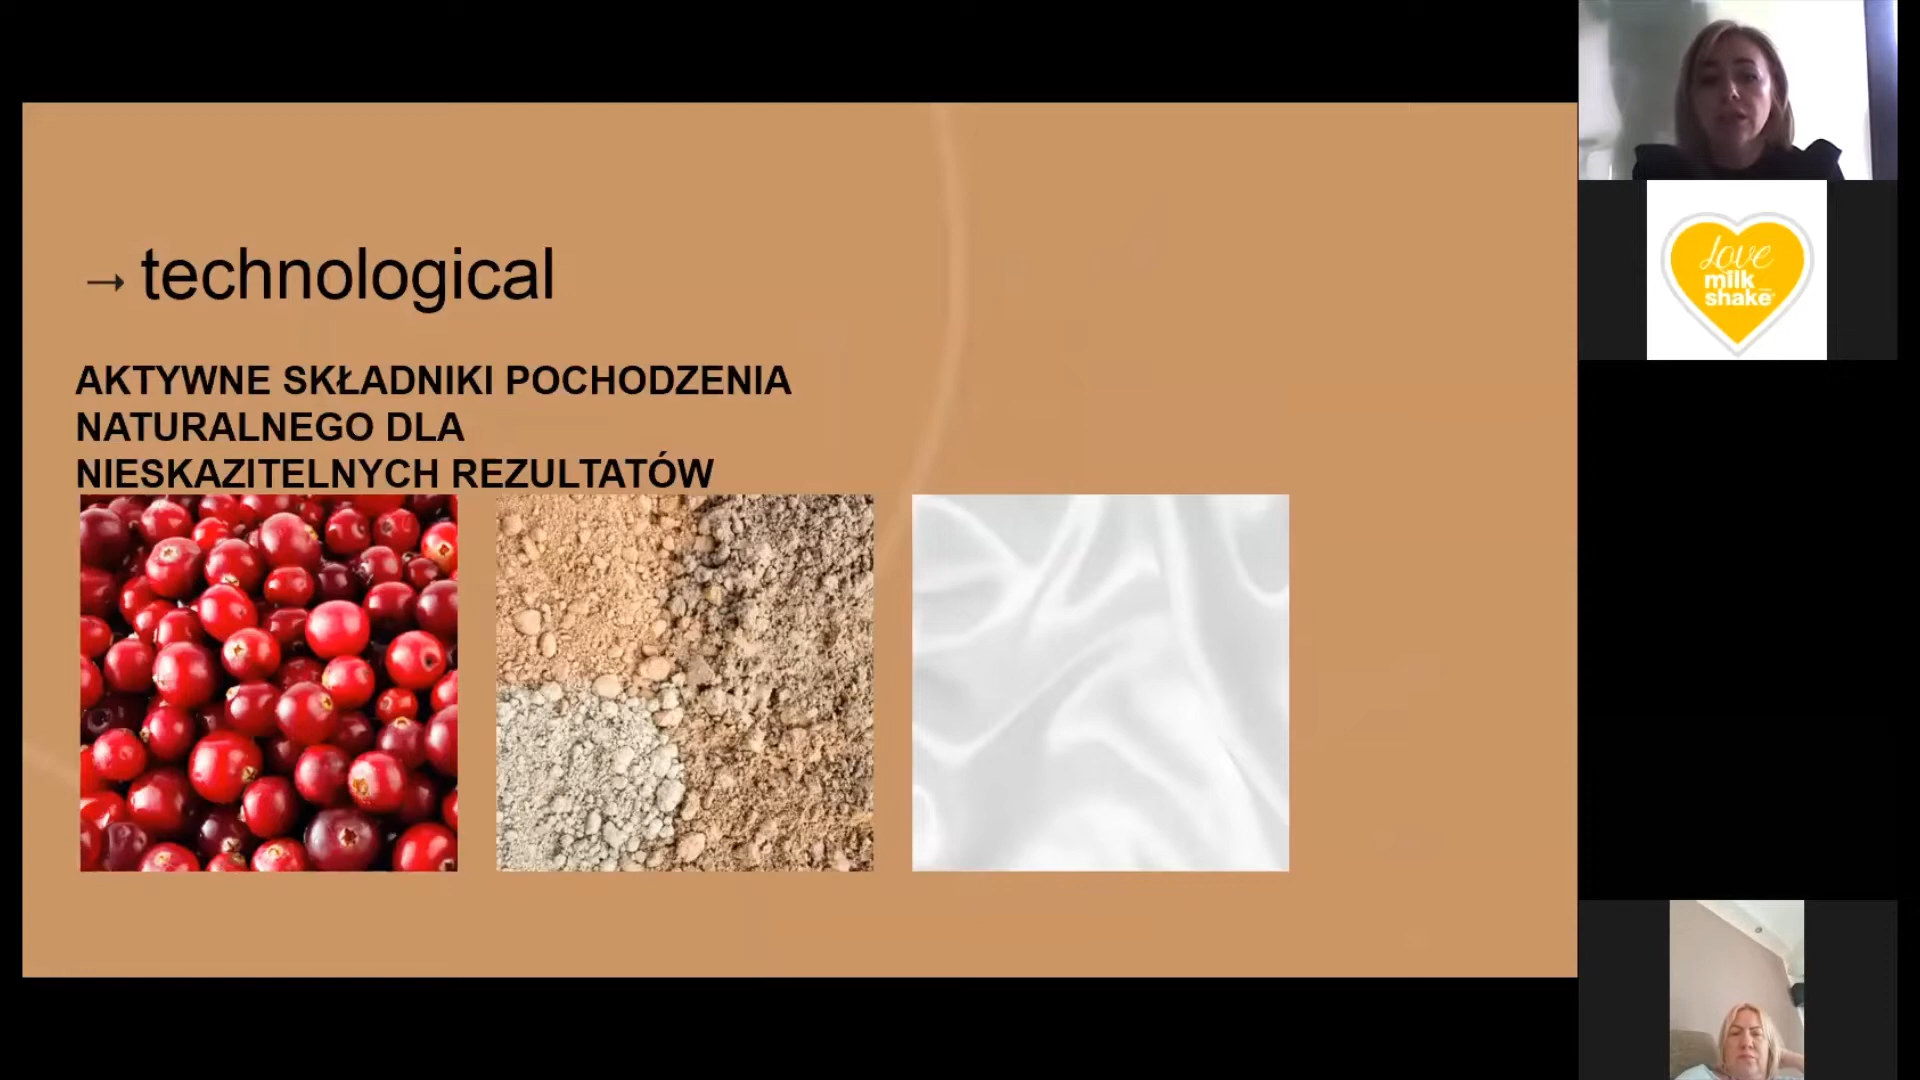 → technological
AKTYWNE SKŁADNIKI POCHODZENIA
NATURALNEGO DLA
NIESKAZITELNYCH REZULTATÓW
Love
milk
shake